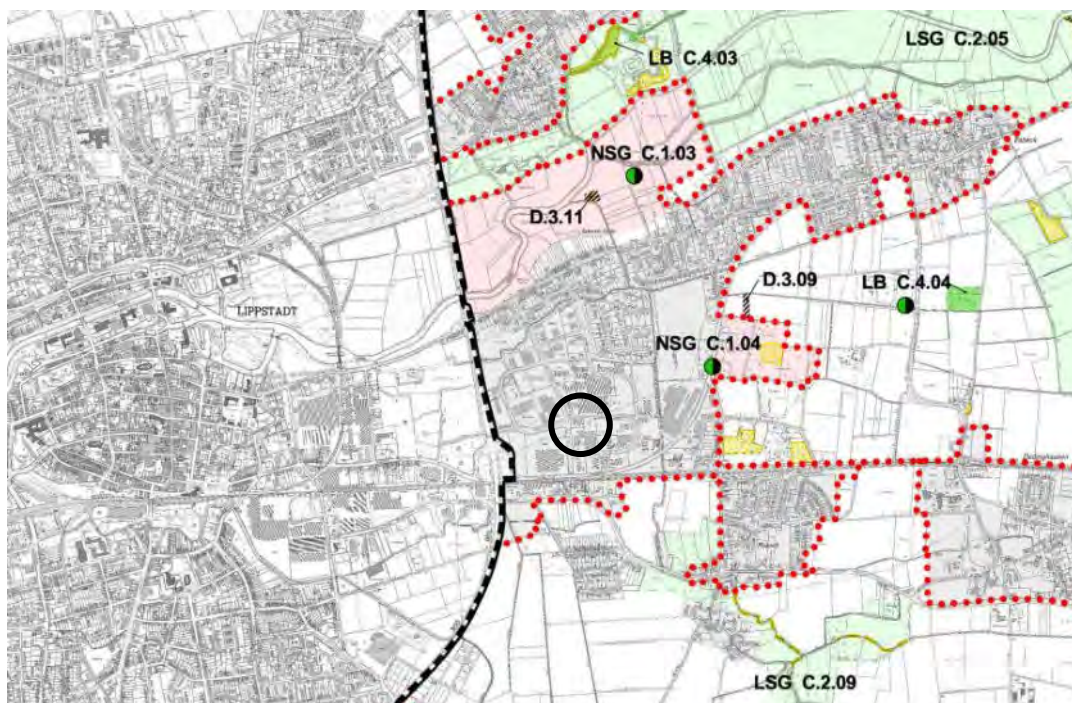 LSG C.2.05
LB C.4.03
NSG C.1.03
D.3.11
D.3.09
LB C.4.04
LIPPSTADT
NSG C.1.04
Dedinghausen
LSG C.2.09